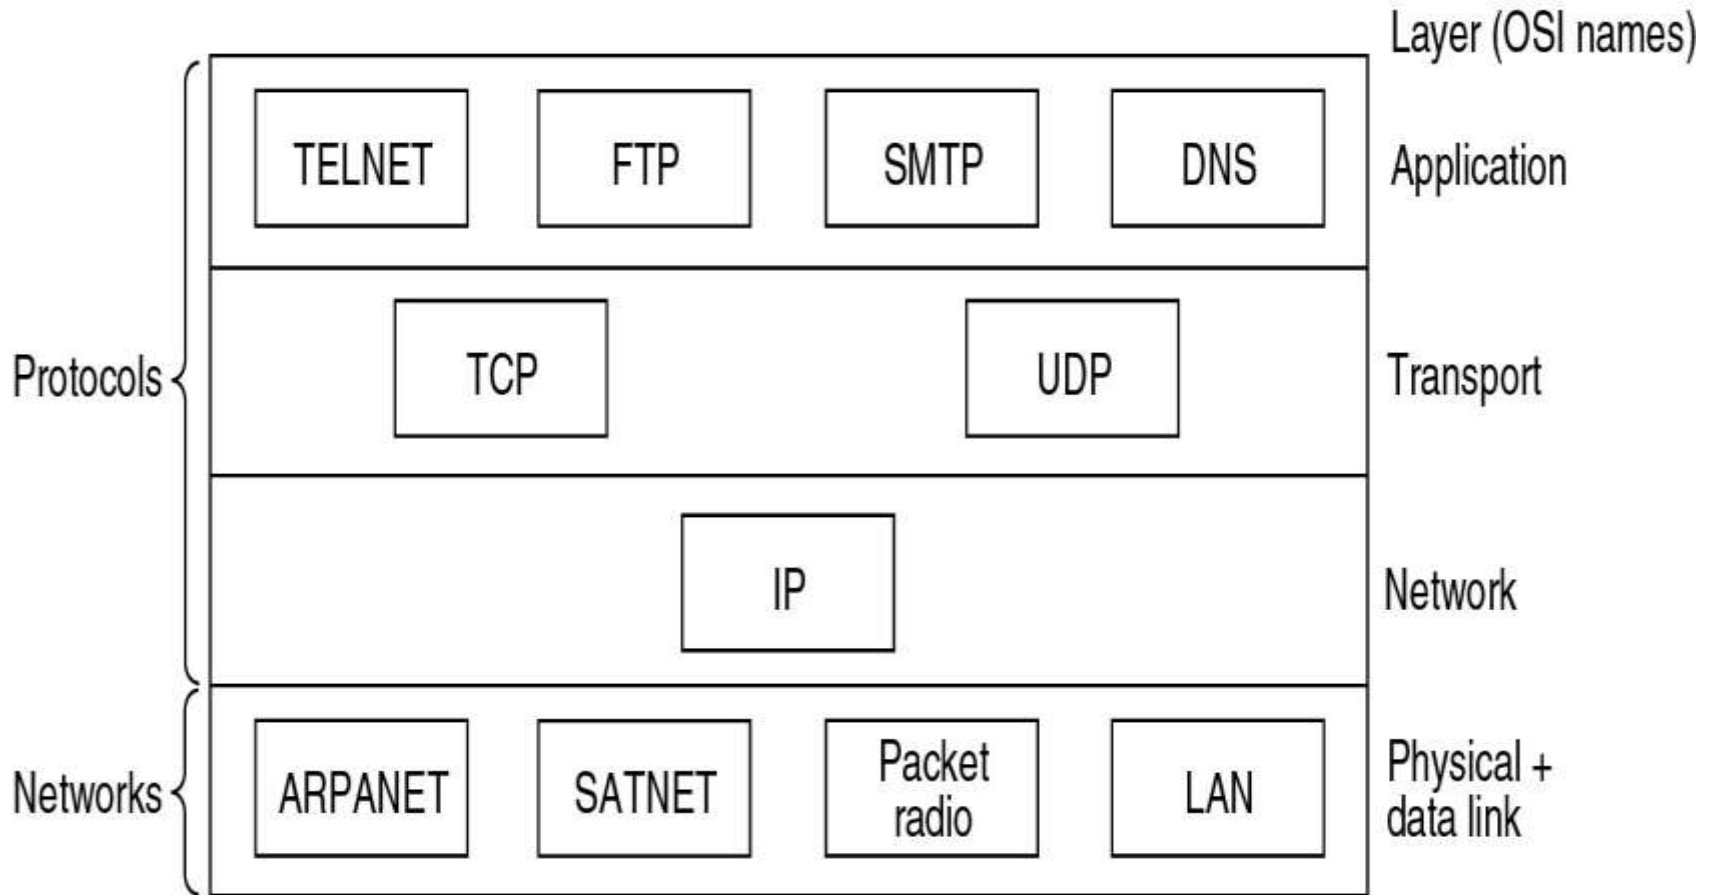 Layer (OSI names)
TELNET
FTP
SMTP
DNS
Application
Protocols
TCP
UDP
Transport
IP
Network
Networks
ARPANET
SATNET
Packet
radio
LAN
Physical +
data link